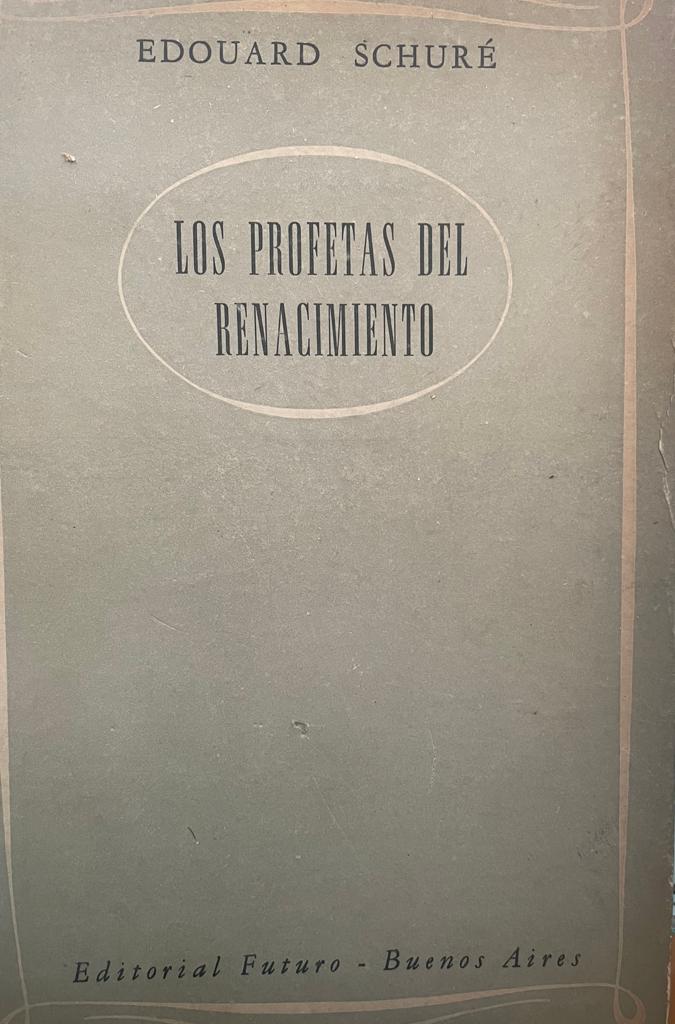 EDOUARD SCHURÉ
LOS PROFETAS DEL
RENACIMIENTO
Editorial Futuro - Buenos Aires